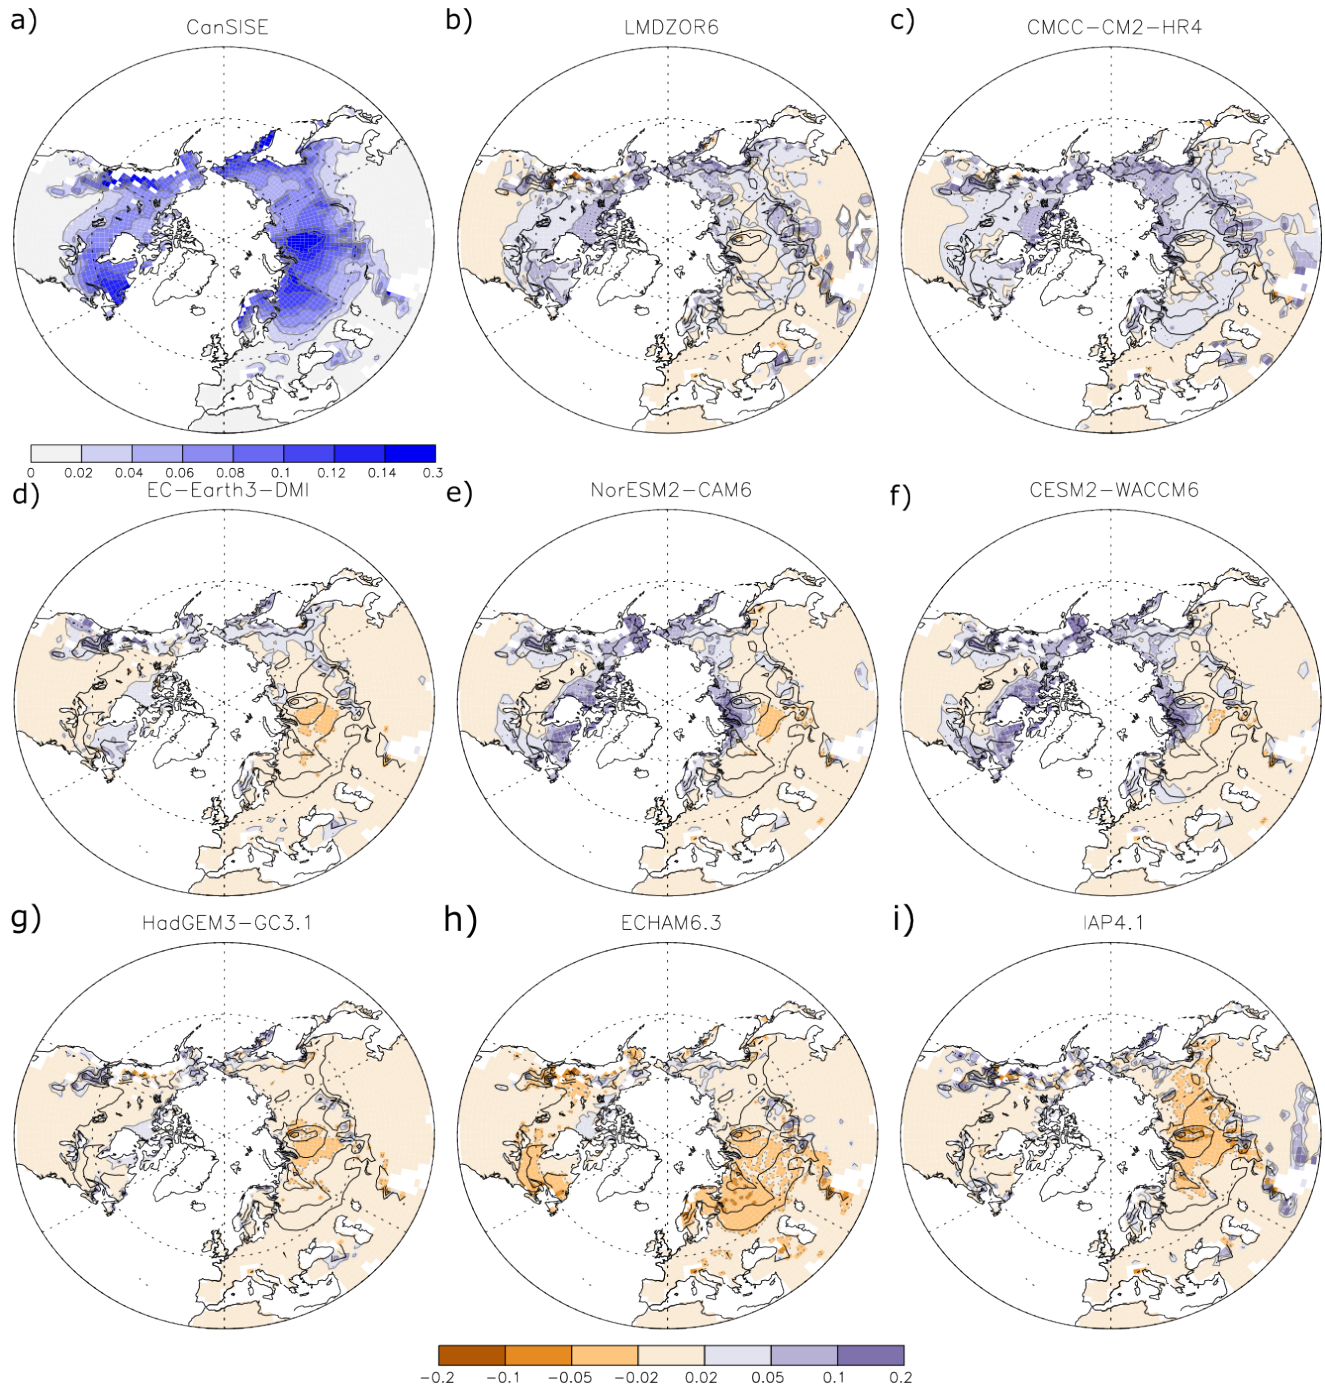 a) CanSISE b) LMDZOR6 c) CMCC-CM2-HR4
0 0.02 0.04 0.06 0.08 0.1 0.12 0.14 0.3
d) EC-Earth3-DMI e) NorESM2-CAM6 f) CESM2-WACCM6
g) HadGEM3-GC3.1 h) ECHAM6.3 i) IAP4.1
-0.2 -0.1 -0.05 -0.02 0.02 0.05 0.1 0.2